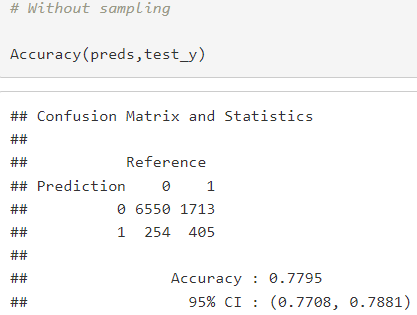 # Without sampling
Accuracy(preds,test_y)
## Confusion Matrix and Statistics
##
##           Reference
## Prediction    0    1
##          0 6550 1713
##          1  254  405
##
##                Accuracy : 0.7795
##                  95% CI : (0.7708, 0.7881)